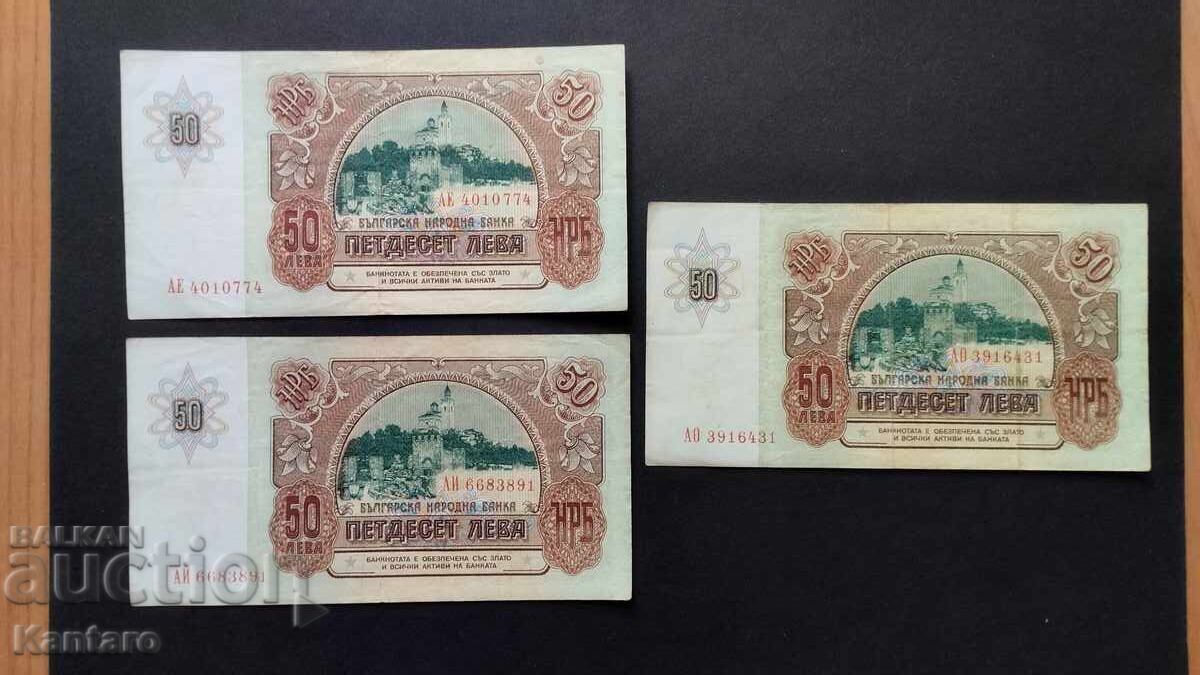 50
НРБ
50
АЕ 4010774
БЪЛГАРСКА НАРОДНА БАНКА
50 ЛЕВА
ПЕТДЕСЕТ ЛЕВА
НРБ
БАНКНОТАТА Е ОБЕЗПЕЧЕНА СЪС ЗЛАТО
И ВСИЧКИ АКТИВИ НА БАНКАТА
АЕ 4010774
50
НРБ
50
АИ 6683891
БЪЛГАРСКА НАРОДНА БАНКА
50 ЛЕВА
ПЕТДЕСЕТ ЛЕВА
НРБ
БАНКНОТАТА Е ОБЕЗПЕЧЕНА СЪС ЗЛАТО
И ВСИЧКИ АКТИВИ НА БАНКАТА
АИ 6683891
50
НРБ
50
АО 3916431
БЪЛГАРСКА НАРОДНА БАНКА
50 ЛЕВА
ПЕТДЕСЕТ ЛЕВА
НРБ
БАНКНОТАТА Е ОБЕЗПЕЧЕНА СЪС ЗЛАТО
И ВСИЧКИ АКТИВИ НА БАНКАТА
АО 3916431
BALKAN
auction
Kantaro